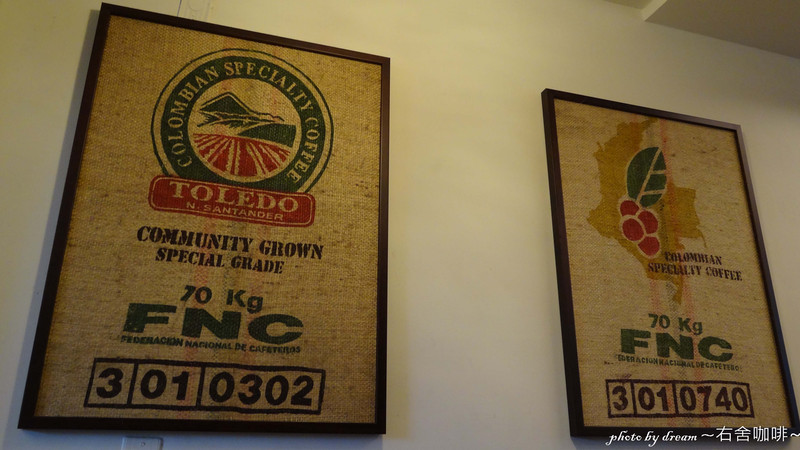 COLOMBIAN SPECIALTY COFFEE
TOLEDO
N. SANTANDER
COMMUNITY GROWN
SPECIAL GRADE
70 Kg
FNC
FEDERACION NACIONAL DE CAFETEROS
3 01 0302
COLOMBIAN
SPECIALTY COFFEE
70 Kg
FNC
FEDERACION NACIONAL DE CAFETEROS
3 01 0740
photo by dream ~右舍咖啡~